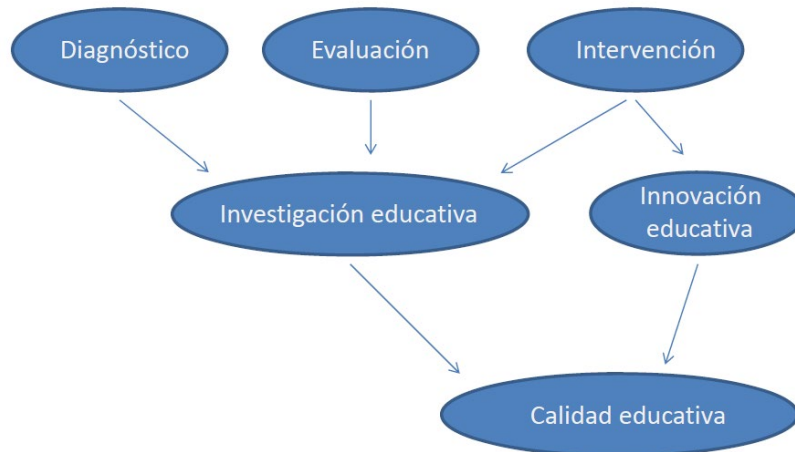 Diagnóstico
Evaluación
Intervención
Investigación educativa
Innovación
educativa
Calidad educativa